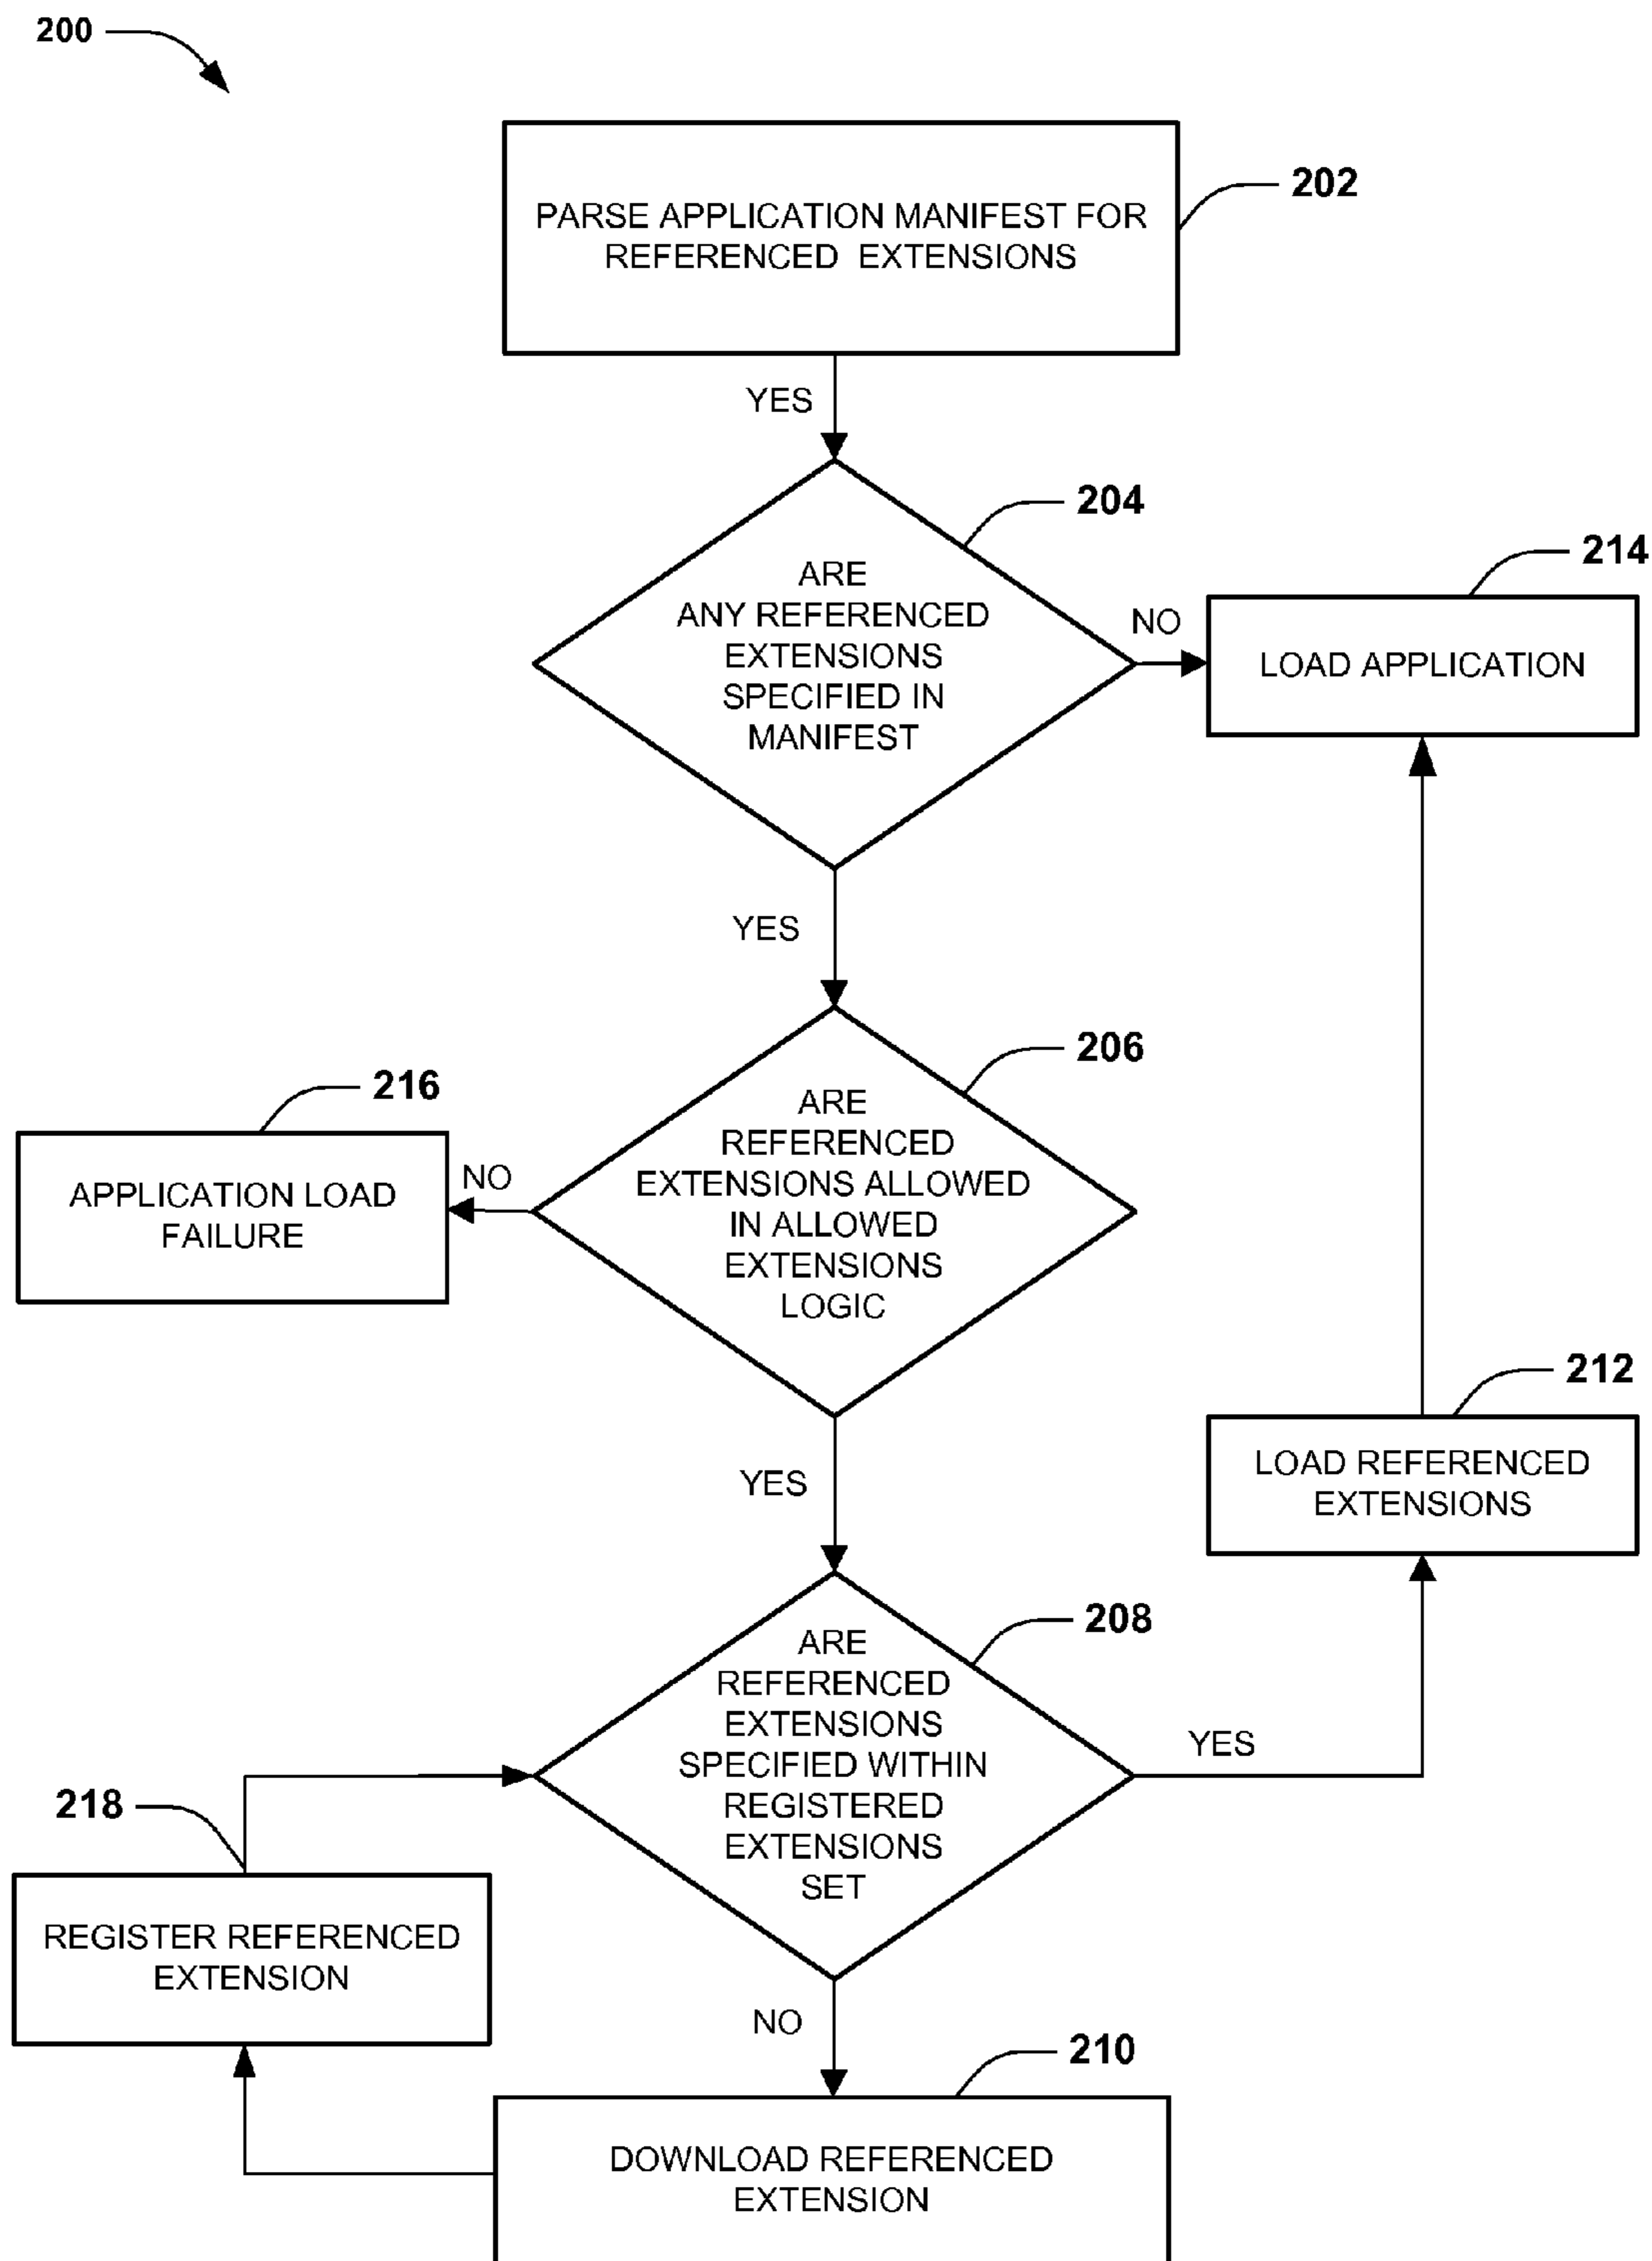 200
202
PARSE APPLICATION MANIFEST FOR
REFERENCED EXTENSIONS
YES
204
ARE
ANY REFERENCED
EXTENSIONS
SPECIFIED IN
MANIFEST
NO
214
LOAD APPLICATION
YES
206
ARE
REFERENCED
EXTENSIONS ALLOWED
IN ALLOWED
EXTENSIONS
LOGIC
216
NO
APPLICATION LOAD
FAILURE
212
LOAD REFERENCED
EXTENSIONS
YES
208
ARE
REFERENCED
EXTENSIONS
SPECIFIED WITHIN
REGISTERED
EXTENSIONS
SET
YES
218
REGISTER REFERENCED
EXTENSION
NO
210
DOWNLOAD REFERENCED
EXTENSION